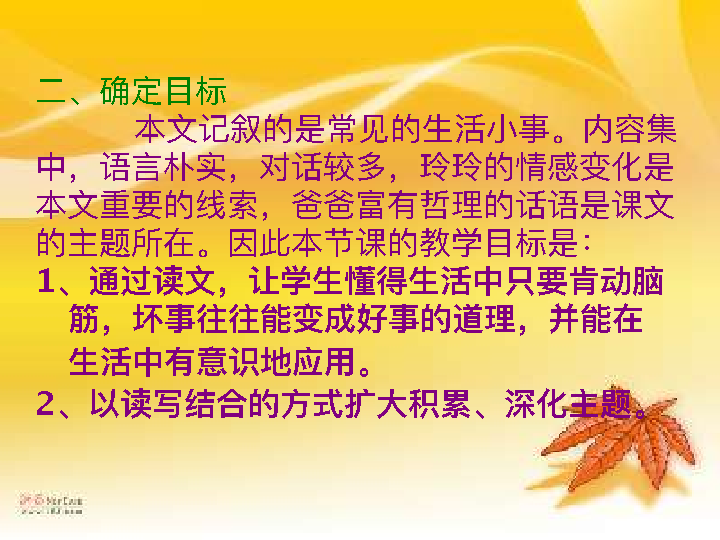 二、确定目标
本文记叙的是常见的生活小事。内容集
中，语言朴实，对话较多，玲玲的情感变化是
本文重要的线索，爸爸富有哲理的话语是课文
的主题所在。因此本节课的教学目标是：
1、通过读文，让学生懂得生活中只要肯动脑
筋，坏事往往能变成好事的道理，并能在
生活中有意识地应用。
2、以读写结合的方式扩大积累、深化主题。